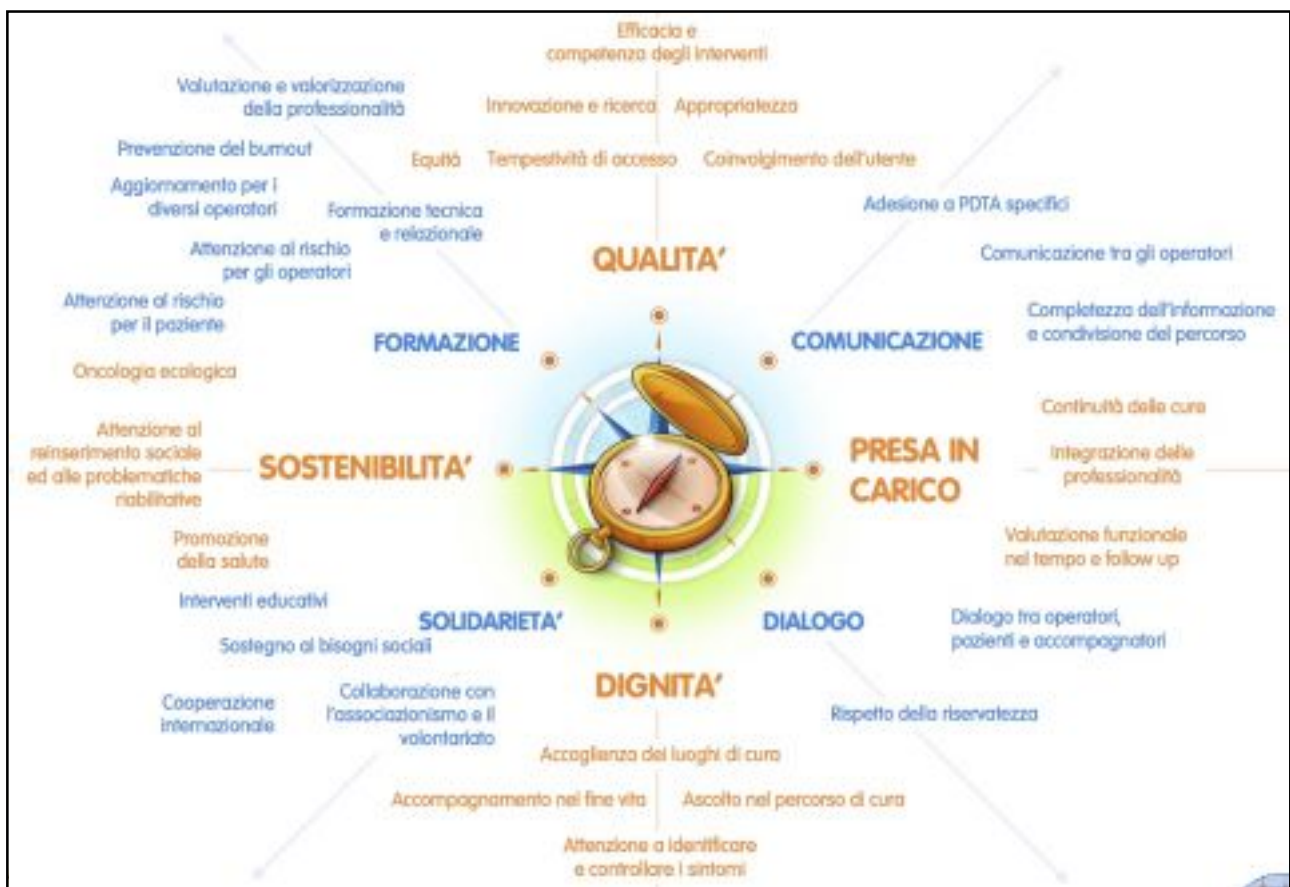 Efficacia e
competenza degli interventi
Innovazione e ricerca
Appropriatezza
Equità
Tempestività di accesso
Coinvolgimento dell'utente
QUALITA'
Valutazione e valorizzazione
della professionalità
Prevenzione del burnout
Aggiornamento per i
diversi operatori
Formazione tecnica
e relazionale
Attenzione al rischio
per gli operatori
Attenzione al rischio
per il paziente
FORMAZIONE
Adesione a PDTA specifici
Comunicazione tra gli operatori
Completezza dell'informazione
e condivisione del percorso
COMUNICAZIONE
Oncologia ecologica
Attenzione al
reinserimento sociale
ed alle problematiche
riabilitative
SOSTENIBILITA'
Promozione
della salute
Continuità delle cure
PRESA IN
CARICO
Integrazione delle
professionalità
Valutazione funzionale
nel tempo e follow up
Interventi educativi
SOLIDARIETA'
Sostegno ai bisogni sociali
Cooperazione
internazionale
Collaborazione con
l'associazionismo e il
volontariato
DIALOGO
Dialogo tra operatori,
pazienti e accompagnatori
Rispetto della riservatezza
DIGNITA'
Accoglienza dei luoghi di cura
Accompagnamento nel fine vita
Ascolto nel percorso di cura
Attenzione a identificare
e controllare i sintomi